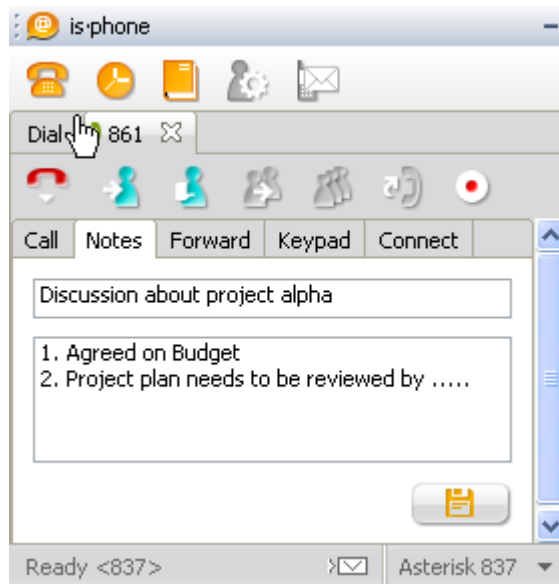 is·phone
Dial 861
Call Notes Forward Keypad Connect
Discussion about project alpha
1. Agreed on Budget
2. Project plan needs to be reviewed by .....
Ready <837> Asterisk 837